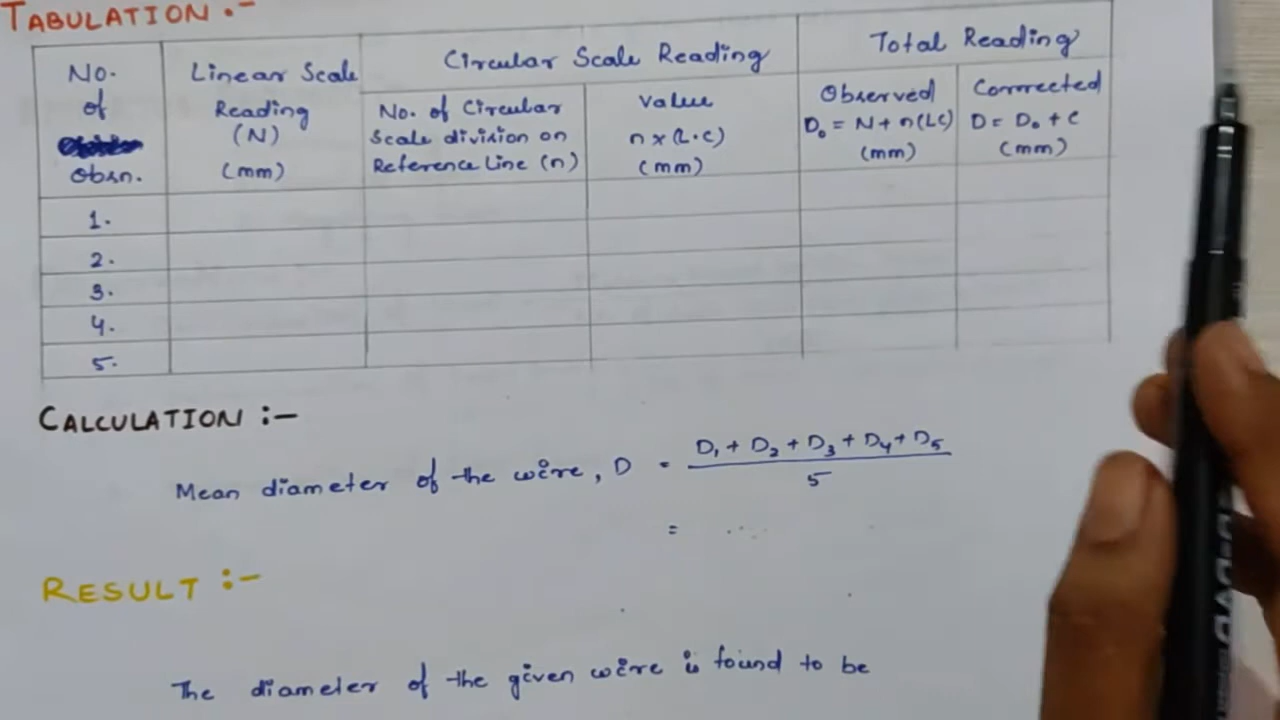 TABULATION :-
No. of Obsn.
Linear Scale Reading (N) (mm)
Circular Scale Reading
No. of Circular Scale division on Reference Line (n)
Value n x (L.C) (mm)
Total Reading
Observed D₀ = N + n(LC) (mm)
Corrected D = D₀ + C (mm)
1.
2.
3.
4.
5.
CALCULATION :-
Mean diameter of the wire, D = D₁ + D₂ + D₃ + D₄ + D₅
5
= ....
RESULT :-
The diameter of the given wire is found to be